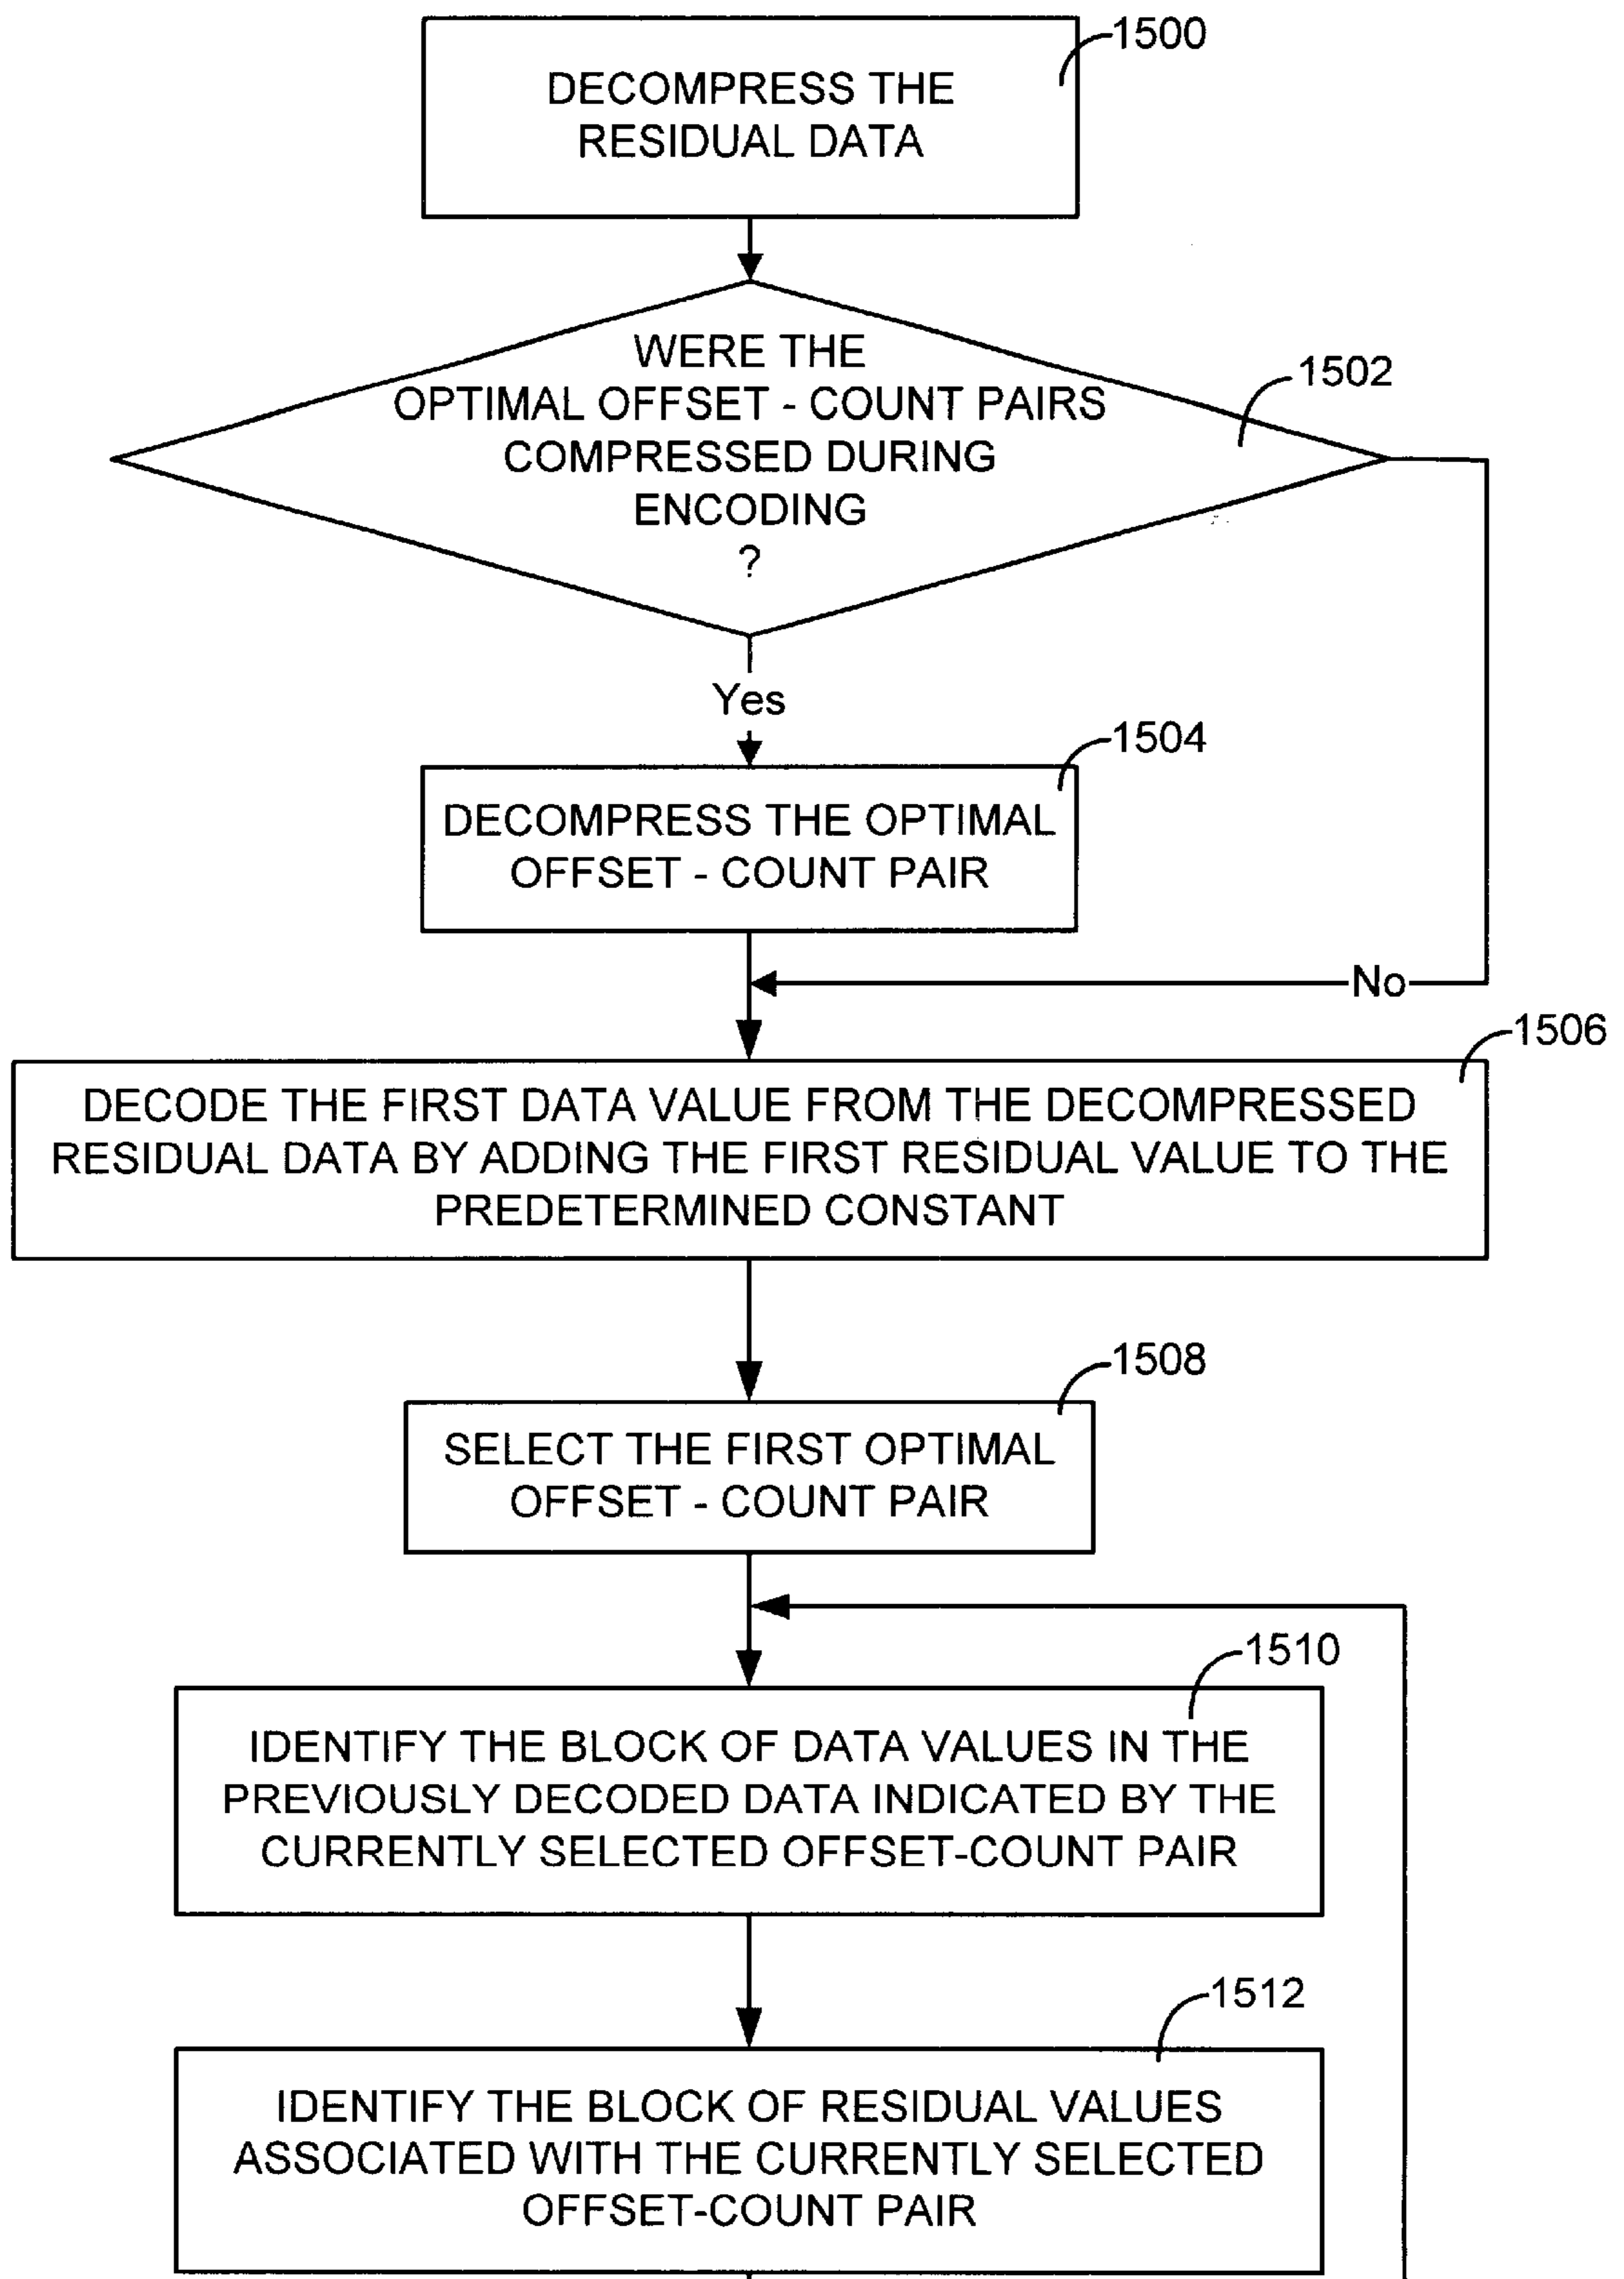 1500
DECOMPRESS THE
RESIDUAL DATA
WERE THE
OPTIMAL OFFSET - COUNT PAIRS
COMPRESSED DURING
ENCODING
?
1502
Yes
1504
DECOMPRESS THE OPTIMAL
OFFSET - COUNT PAIR
No
1506
DECODE THE FIRST DATA VALUE FROM THE DECOMPRESSED
RESIDUAL DATA BY ADDING THE FIRST RESIDUAL VALUE TO THE
PREDETERMINED CONSTANT
1508
SELECT THE FIRST OPTIMAL
OFFSET - COUNT PAIR
1510
IDENTIFY THE BLOCK OF DATA VALUES IN THE
PREVIOUSLY DECODED DATA INDICATED BY THE
CURRENTLY SELECTED OFFSET-COUNT PAIR
1512
IDENTIFY THE BLOCK OF RESIDUAL VALUES
ASSOCIATED WITH THE CURRENTLY SELECTED
OFFSET-COUNT PAIR